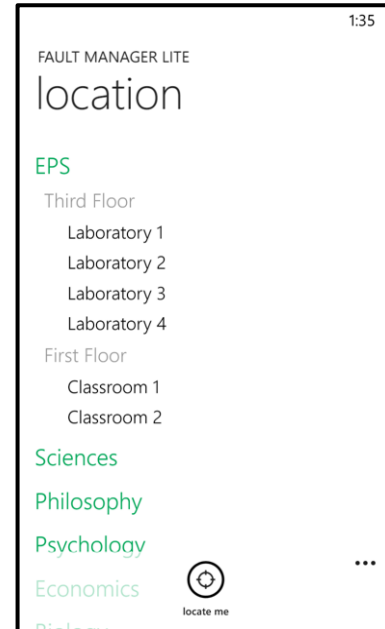 1:35
FAULT MANAGER LITE
location
EPS
Third Floor
Laboratory 1
Laboratory 2
Laboratory 3
Laboratory 4
First Floor
Classroom 1
Classroom 2
Sciences
Philosophy
Psychology
Economics
Biology
locate me